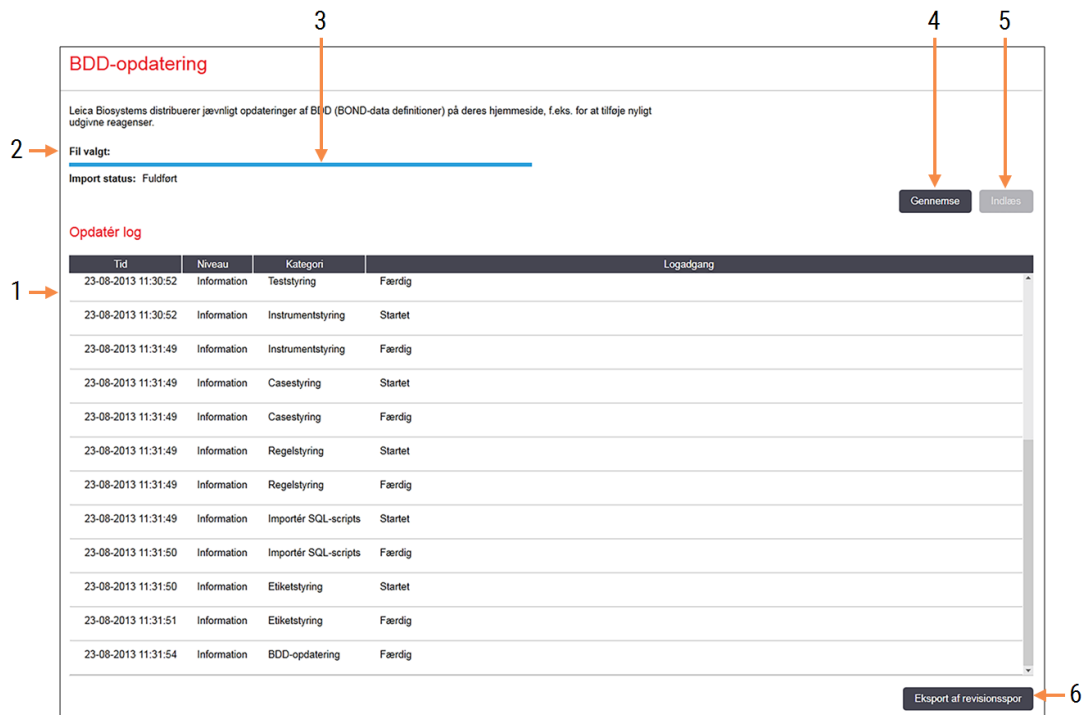 3 4 5
BDD-opdatering
Leica Biosystems distribuerer jævnligt opdateringer af BDD (BOND-data definitioner) på deres hjemmeside, f.eks. for at tilføje nyligt
udgivne reagenser.
2 Fil valgt:
Import status: Fuldført
Gennemse Indlæs
Opdatér log
Tid Niveau Kategori Logadgang
23-08-2013 11:30:52 Information Teststyring Færdig
1
23-08-2013 11:30:52 Information Instrumentstyring Startet
23-08-2013 11:31:49 Information Instrumentstyring Færdig
23-08-2013 11:31:49 Information Casestyring Startet
23-08-2013 11:31:49 Information Casestyring Færdig
23-08-2013 11:31:49 Information Regelstyring Startet
23-08-2013 11:31:49 Information Regelstyring Færdig
23-08-2013 11:31:49 Information Importér SQL-scripts Startet
23-08-2013 11:31:50 Information Importér SQL-scripts Færdig
23-08-2013 11:31:50 Information Etiketstyring Startet
23-08-2013 11:31:51 Information Etiketstyring Færdig
23-08-2013 11:31:54 Information BDD-opdatering Færdig
Eksport af revisionsspor 6